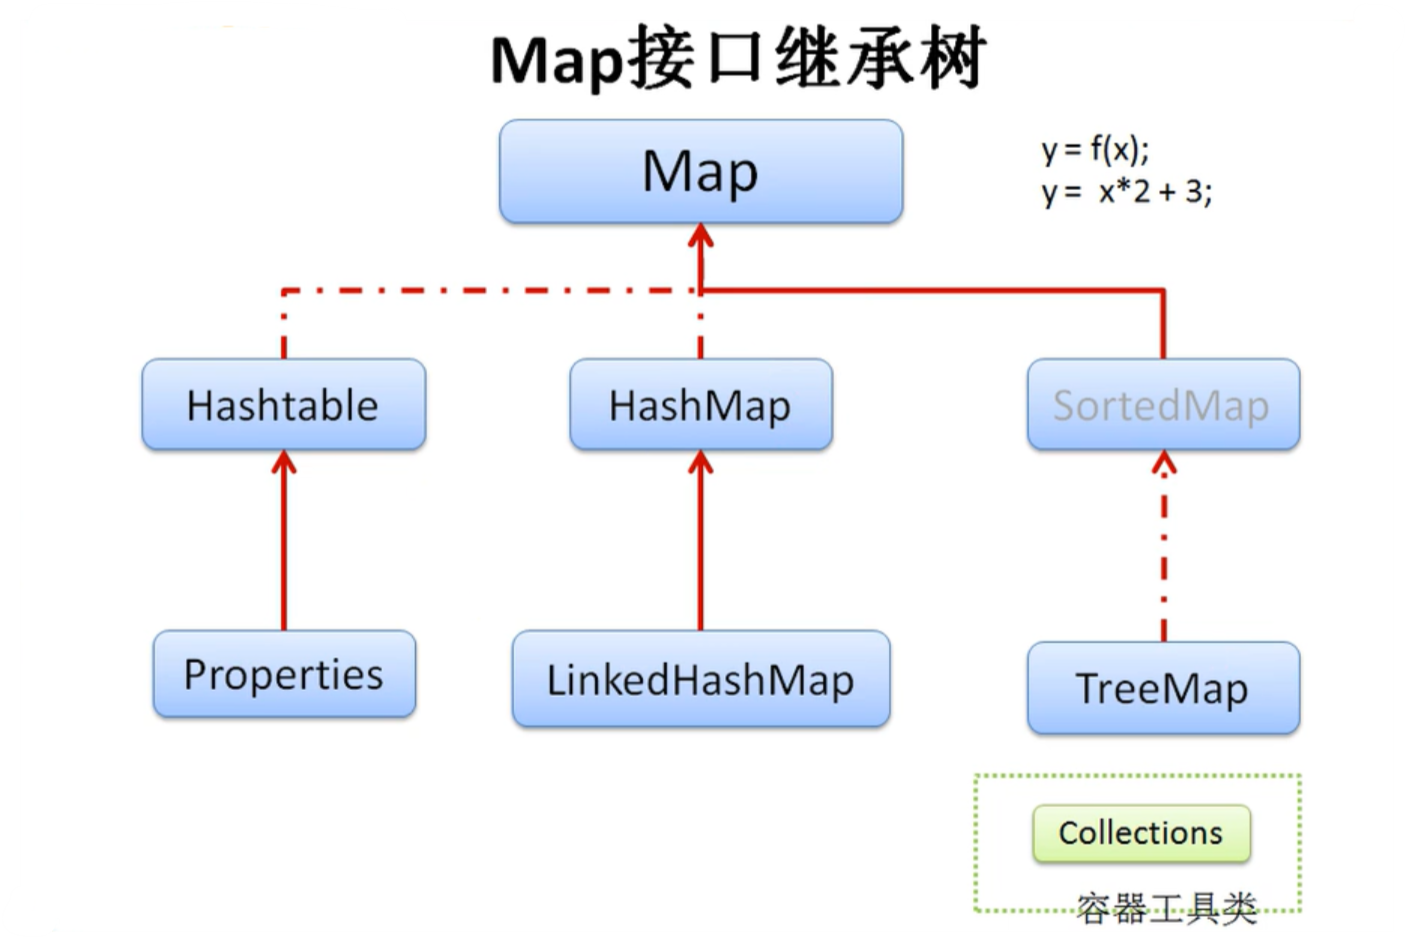 Map接口继承树
Map
y = f(x);
y = x*2 + 3;
Hashtable
HashMap
SortedMap
Properties
LinkedHashMap
TreeMap
Collections
容器工具类